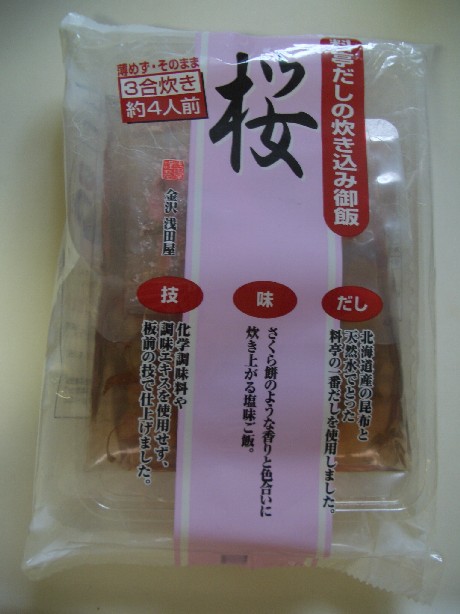 料亭だしの炊き込み御飯
桜
薄めず・そのまま
3合炊き
約4人前
金沢 浅田屋
だし
北海道産の昆布と
天然水でとった
料亭の一番だしを使用しました。
味
さくら餅のような香りと色合いに
炊き上がる塩味ご飯。
技
化学調味料や
調味エキスを使用せず、
板前の技で仕上げました。